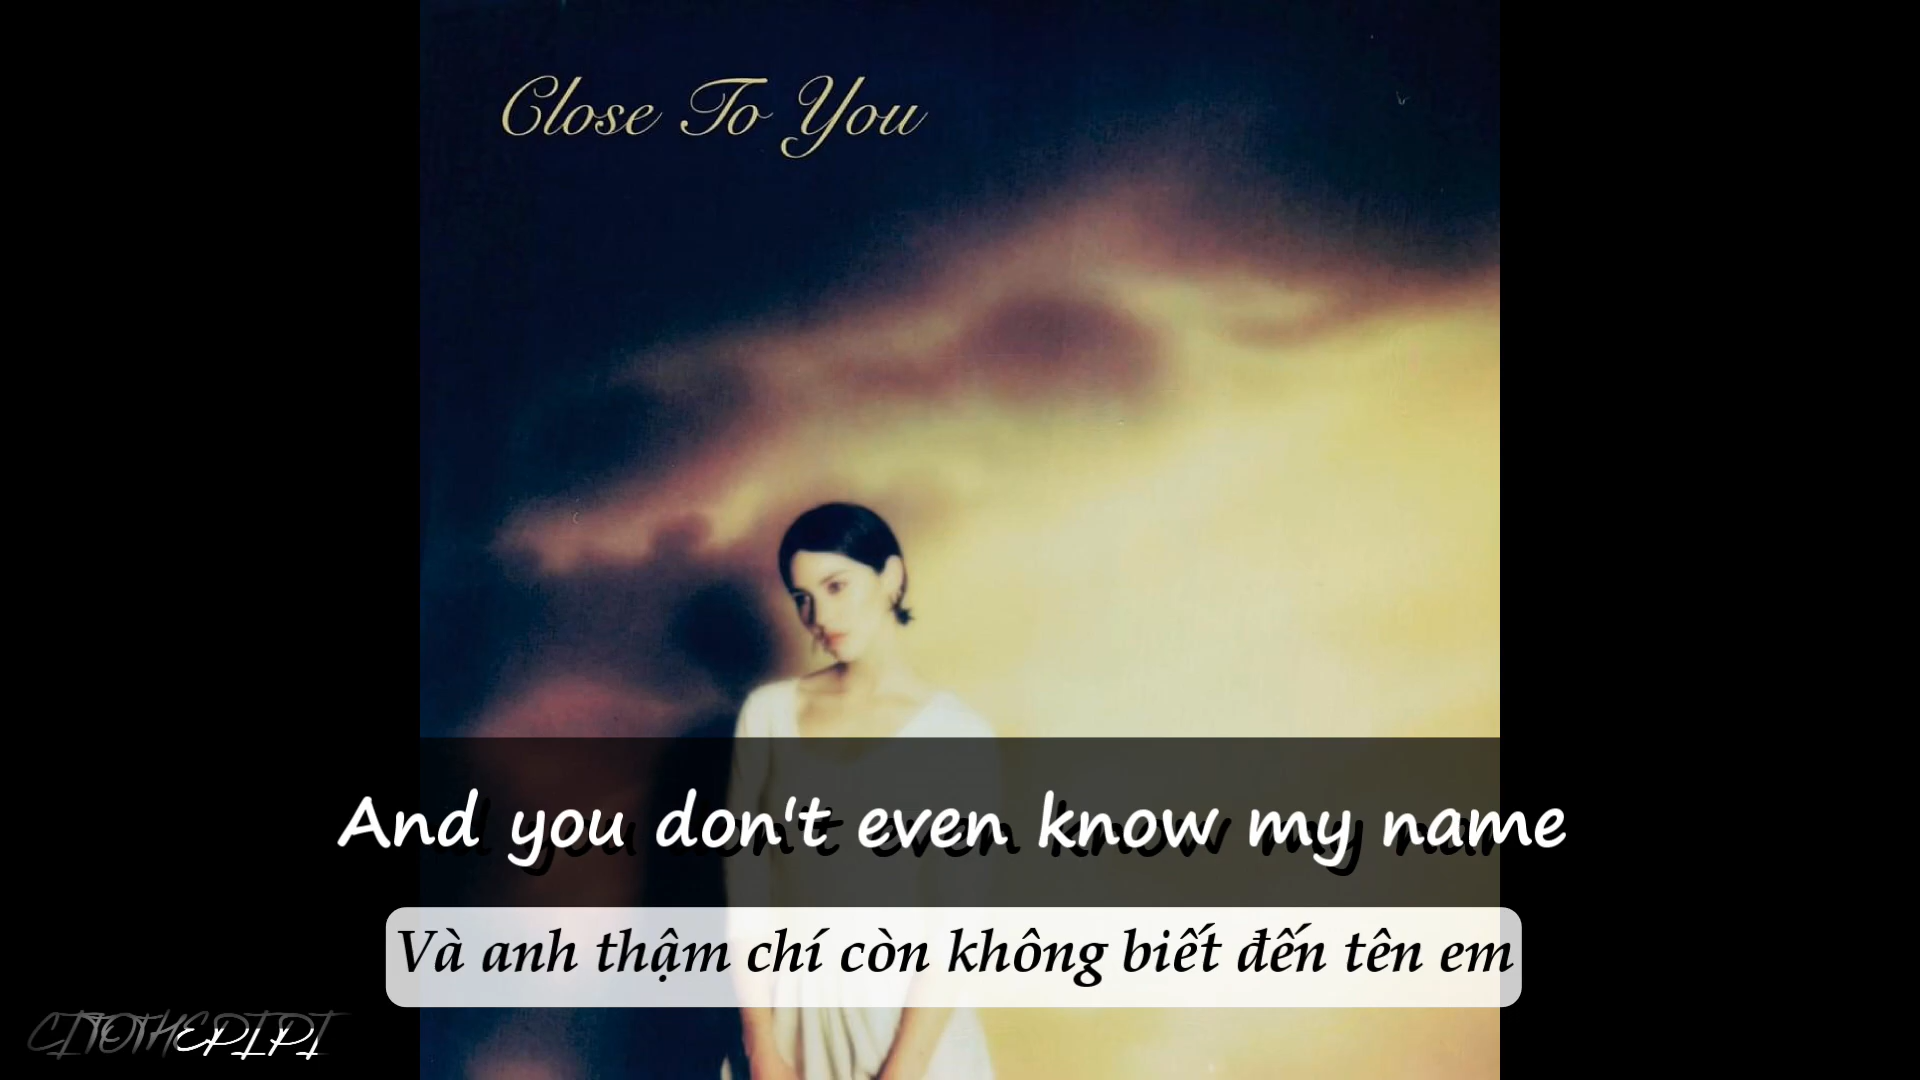 Close To You
And you don't even know my name
Và anh thậm chí còn không biết đến tên em
CITOTHEPIPI